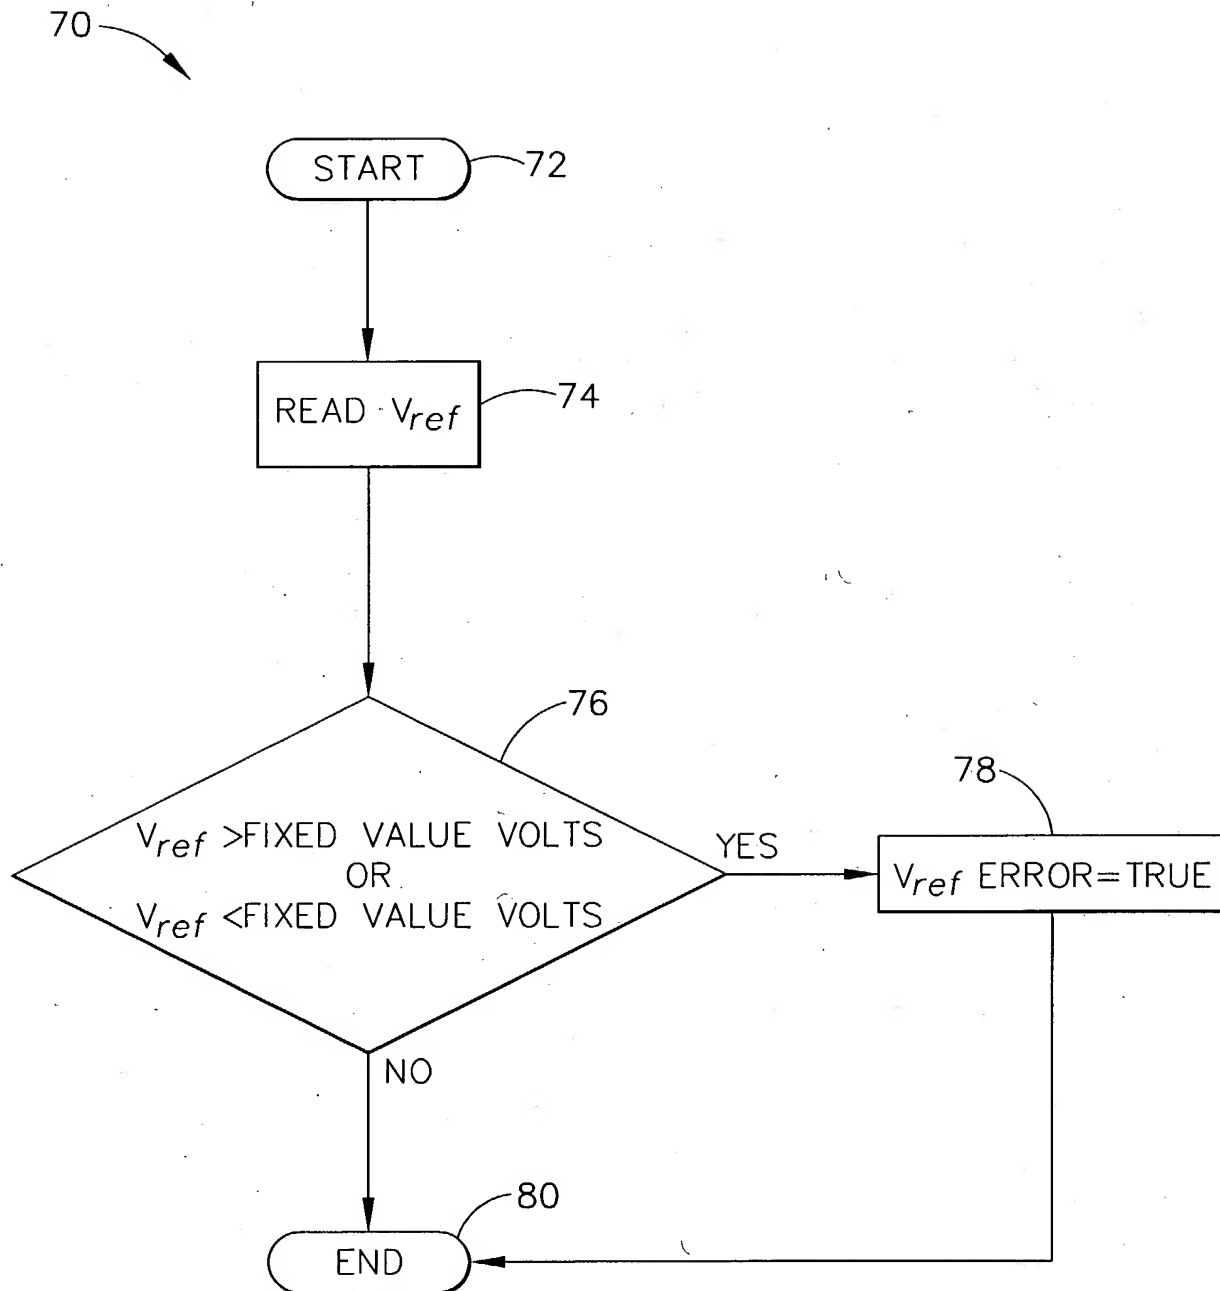 70
START
72
READ Vref
74
76
Vref >FIXED VALUE VOLTS
OR
Vref <FIXED VALUE VOLTS
YES
78
Vref ERROR=TRUE
NO
80
END